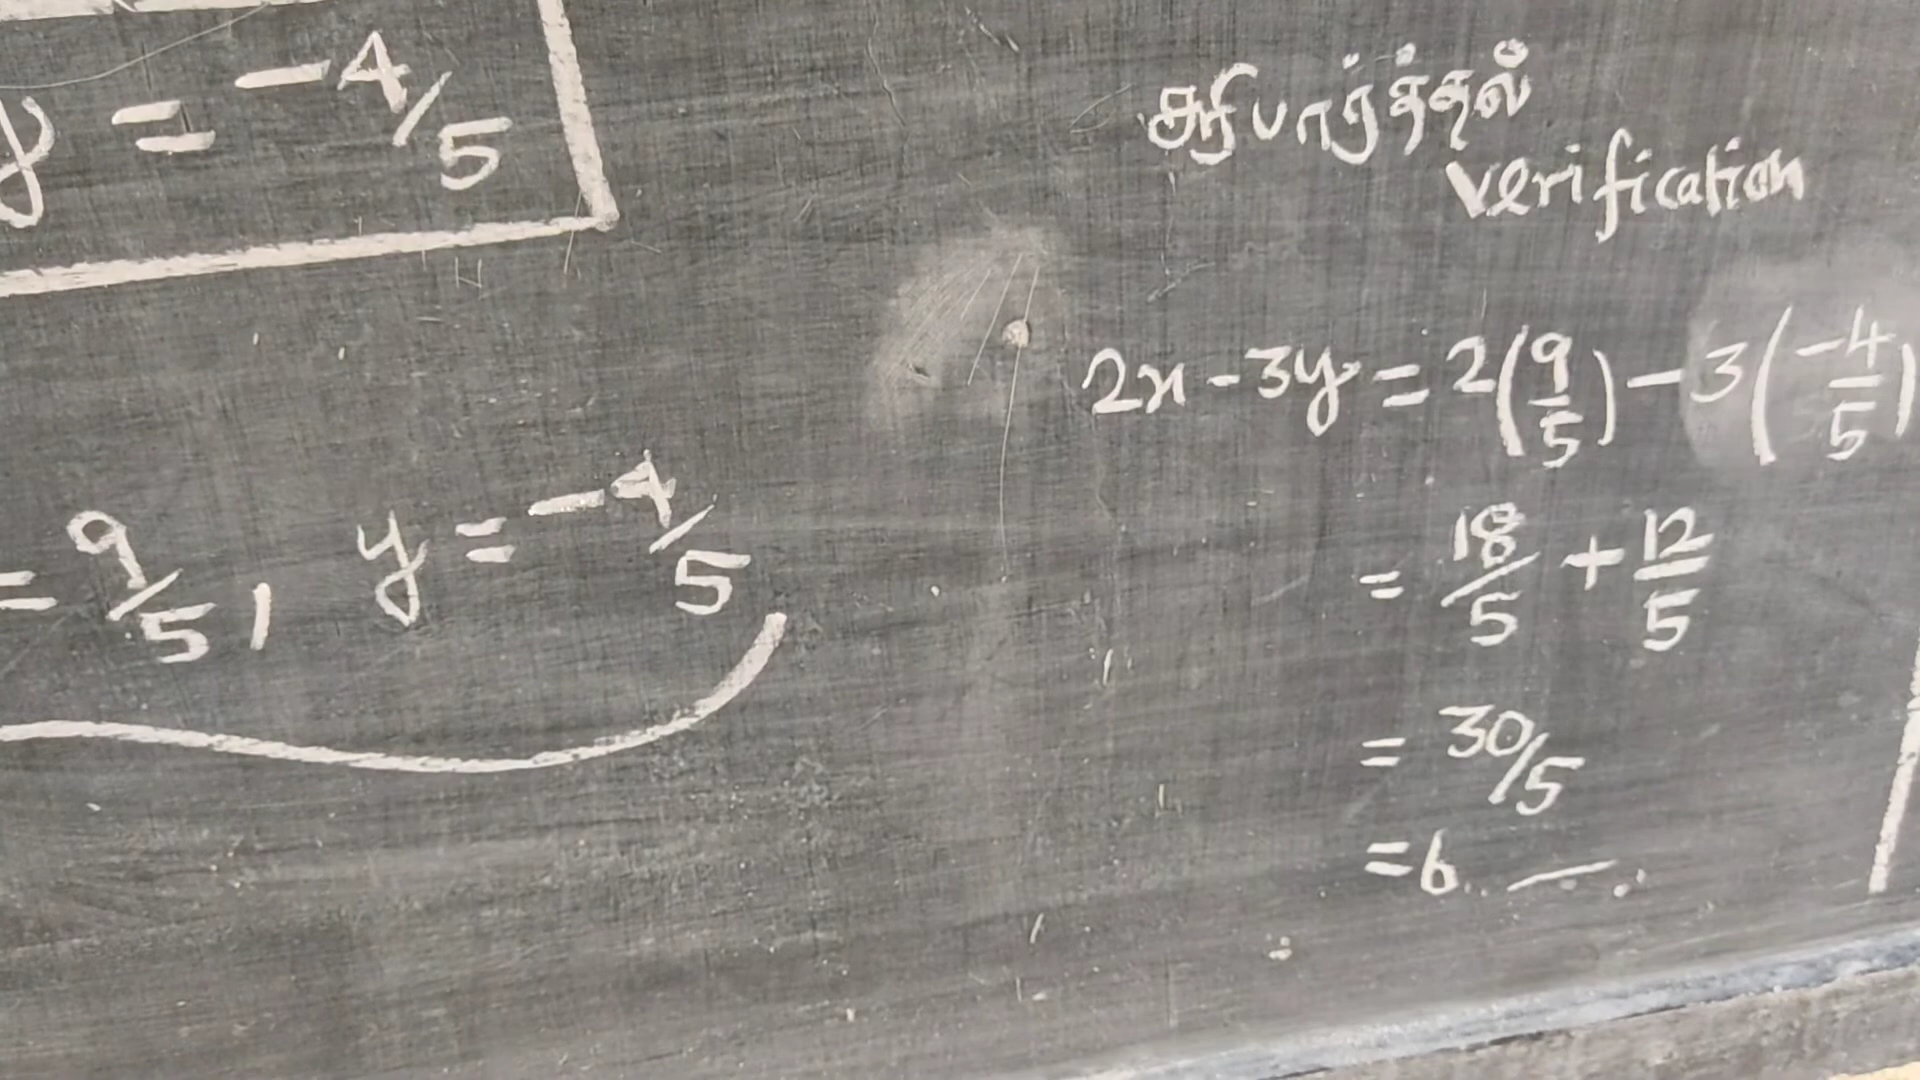 y = -4/5
= 9/5, y = -4/5
சரிபார்த்தல்
verification
2x - 3y = 2(9/5) - 3(-4/5)
= 18/5 + 12/5
= 30/5
= 6